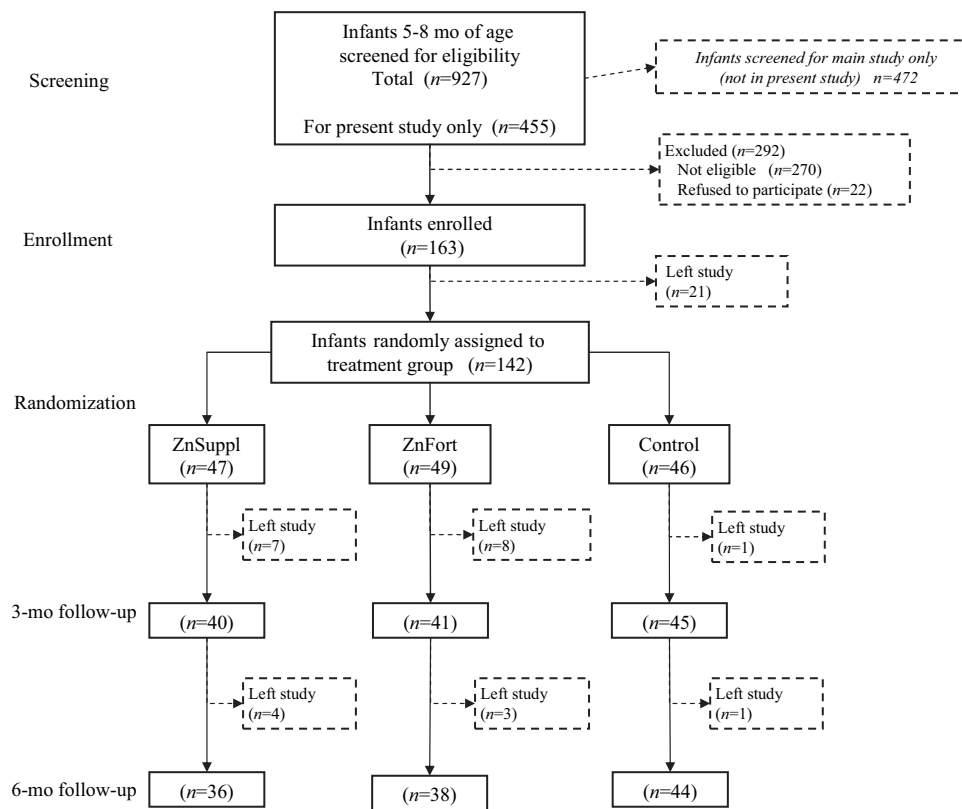 Infants 5-8 mo of age
screened for eligibility
Total (n=927)
For present study only (n=455)
Screening
Infants screened for main study only
(not in present study) n=472
Excluded (n=292)
Not eligible (n=270)
Refused to participate (n=22)
Enrollment
Infants enrolled
(n=163)
Left study
(n=21)
Infants randomly assigned to
treatment group (n=142)
Randomization
ZnSuppl
(n=47)
ZnFort
(n=49)
Control
(n=46)
Left study
(n=7)
Left study
(n=8)
Left study
(n=1)
3-mo follow-up
(n=40)
(n=41)
(n=45)
Left study
(n=4)
Left study
(n=3)
Left study
(n=1)
6-mo follow-up
(n=36)
(n=38)
(n=44)